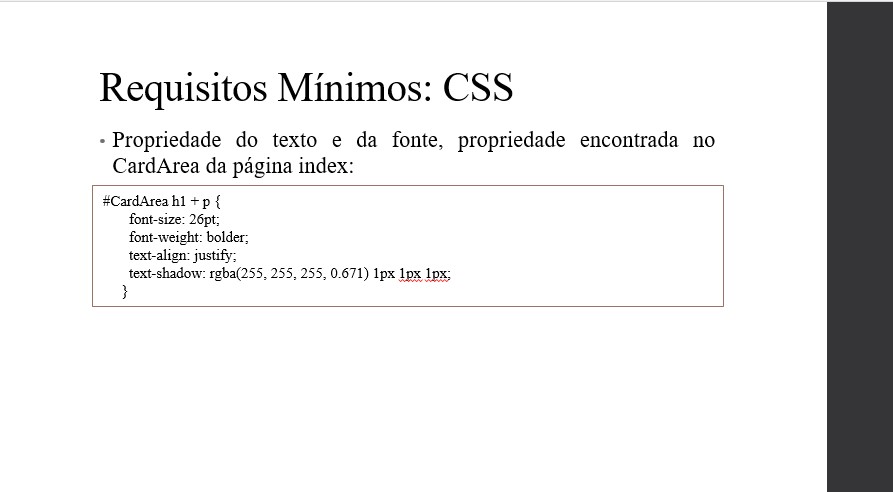 Requisitos Mínimos: CSS
• Propriedade do texto e da fonte, propriedade encontrada no
CardArea da página index:
#CardArea h1 + p {
font-size: 26pt;
font-weight: bolder;
text-align: justify;
text-shadow: rgba(255, 255, 255, 0.671) 1px 1px 1px;
}